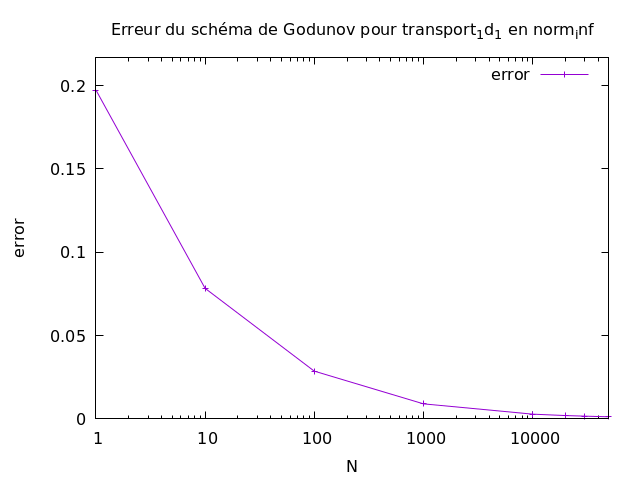 Erreur du schéma de Godunov pour transport₁d₁ en normᵢnf
error
0.2
0.15
0.1
0.05
0
error
1 10 100 1000 10000
N